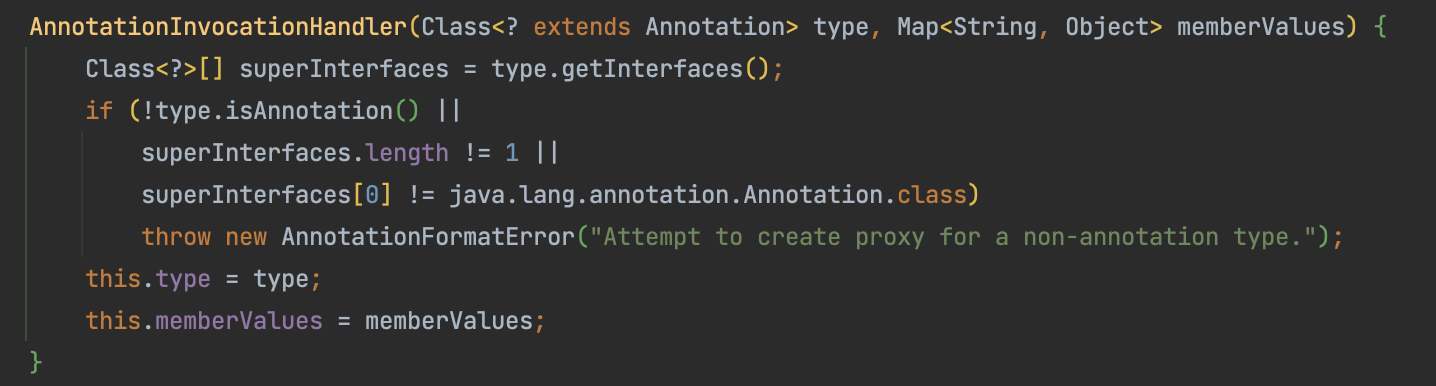 AnnotationInvocationHandler(Class<? extends Annotation> type, Map<String, Object> memberValues) {
    Class<?>[] superInterfaces = type.getInterfaces();
    if (!type.isAnnotation() ||
        superInterfaces.length != 1 ||
        superInterfaces[0] != java.lang.annotation.Annotation.class)
        throw new AnnotationFormatError("Attempt to create proxy for a non-annotation type.");
    this.type = type;
    this.memberValues = memberValues;
}